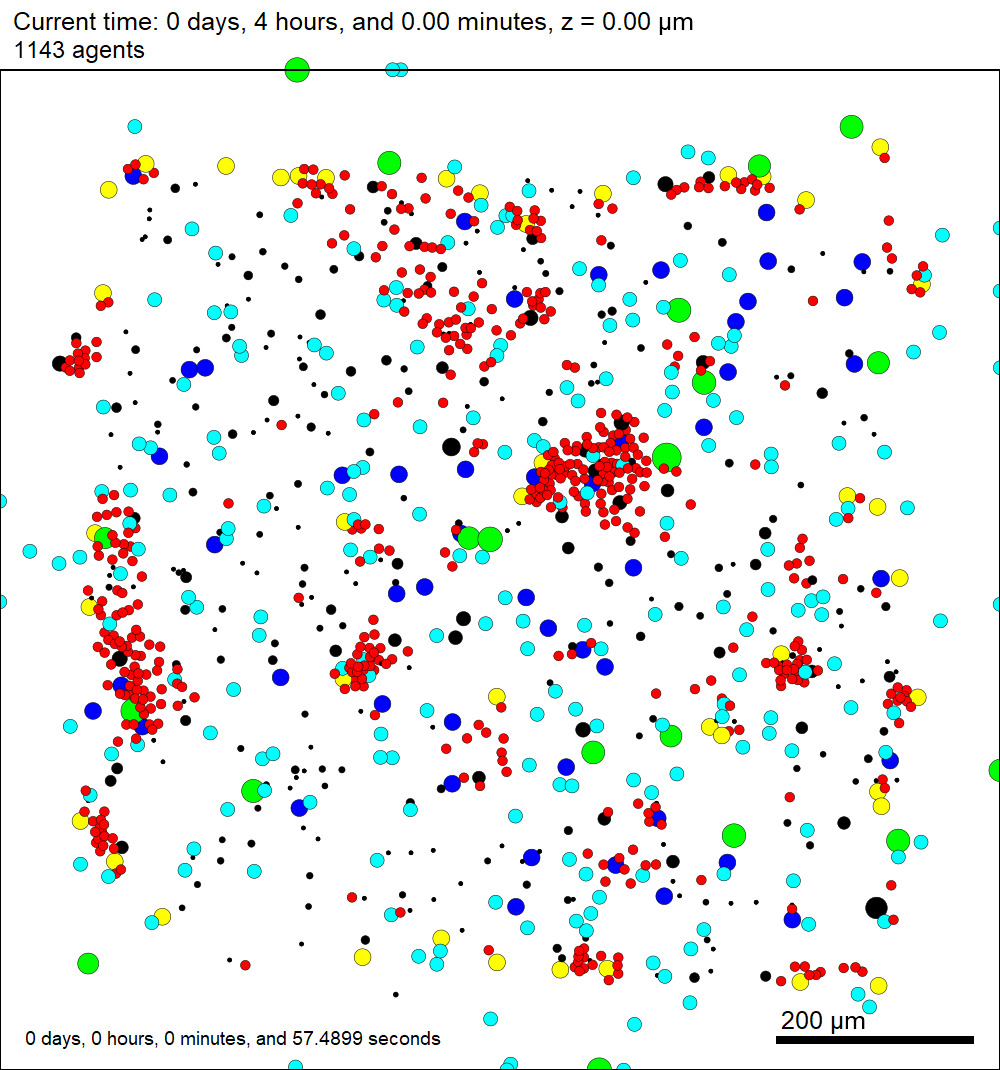 Current time: 0 days, 4 hours, and 0.00 minutes, z = 0.00 μm
1143 agents
200 μm
0 days, 0 hours, 0 minutes, and 57.4899 seconds